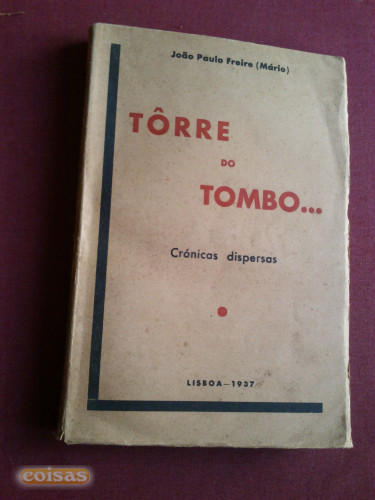 João Paulo Freire (Mário)
TÔRRE
DO
TOMBO...
Crónicas dispersas
LISBOA—1937
coisas